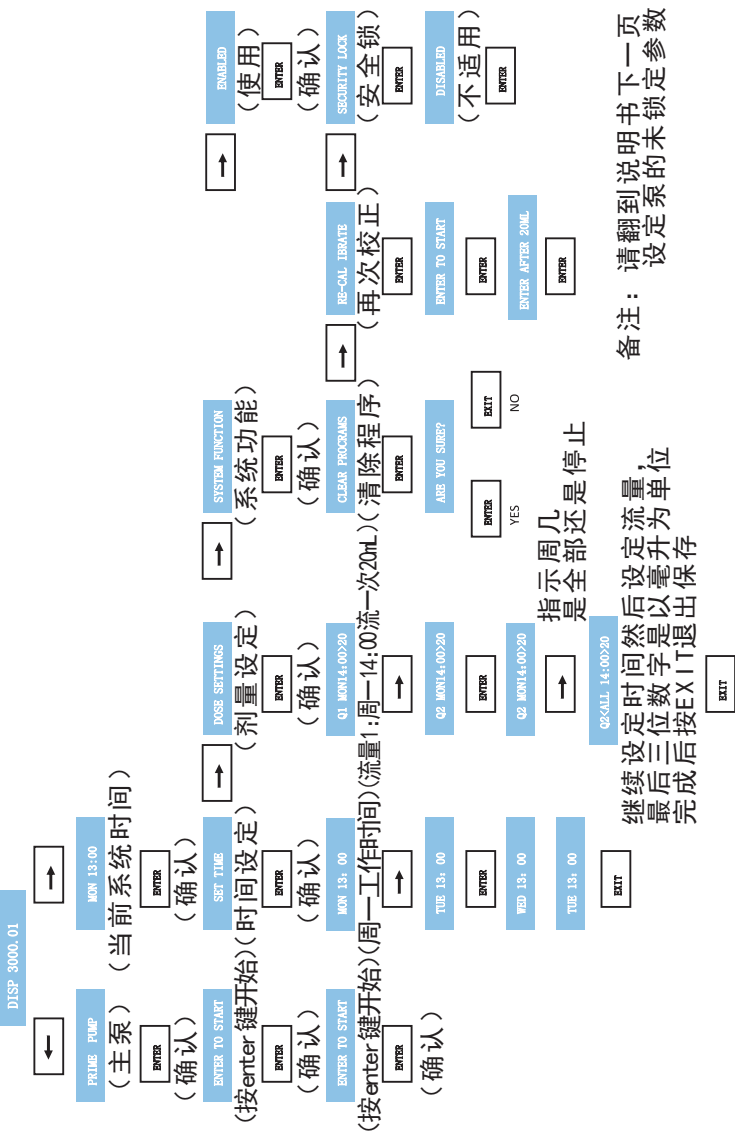 DISP 3000.01
PRIME PUMP
(主泵)
ENTER
(确认)
ENTER TO START
(按enter键开始)
ENTER
(确认)
ENTER TO START
(按enter键开始)
ENTER
(确认)
MON 13:00
(当前系统时间)
ENTER
(确认)
SET TIME
(时间设定)
ENTER
(确认)
MON 13: 00
(周一工作时间)
TUE 13: 00
ENTER
WED 13: 00
TUE 13: 00
EXIT
DOSE SETTINGS
(剂量设定)
ENTER
(确认)
Q1 MON14:00>20
(流量1:周一14:00流一次20mL)
Q2 MON14:00>20
ENTER
Q2 MON14:00>20
指示周几
是全部还是停止
Q2<ALL 14:00>20
继续设定时间然后设定流量,
最后三位数字是以毫升为单位
完成后按EXIT退出保存
EXIT
SYSTEM FUNCTION
(系统功能)
ENTER
(确认)
CLEAR PROCRAMS
(清除程序)
ENTER
ARE YOU SURE?
ENTER
YES
EXIT
NO
RE-CAL IBRATE
(再次校正)
ENTER
ENTER TO START
ENTER
ENTER AFTER 20ML
ENTER
ENABLED
(使用)
ENTER
(确认)
SECURITY LOCK
(安全锁)
ENTER
DISABLED
(不适用)
ENTER
备注: 请翻到说明书下一页
设定泵的未锁定参数